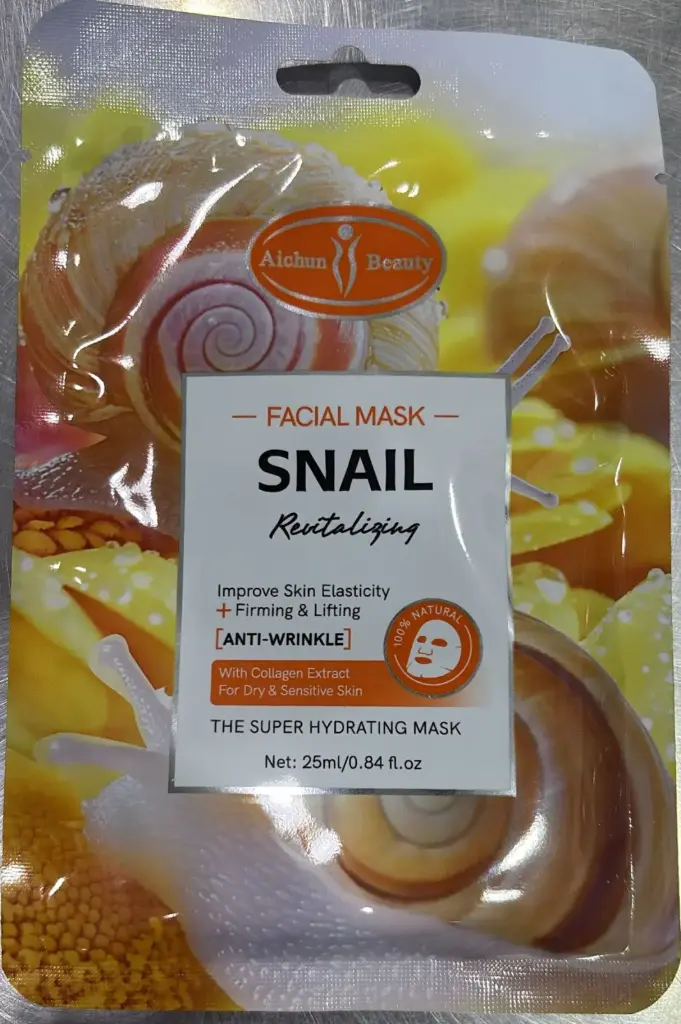 Aichun Beauty
— FACIAL MASK —
SNAIL
Revitalizing
Improve Skin Elasticity
+ Firming & Lifting
[ANTI-WRINKLE]
100% NATURAL
With Collagen Extract
For Dry & Sensitive Skin
THE SUPER HYDRATING MASK
Net: 25ml/0.84 fl.oz